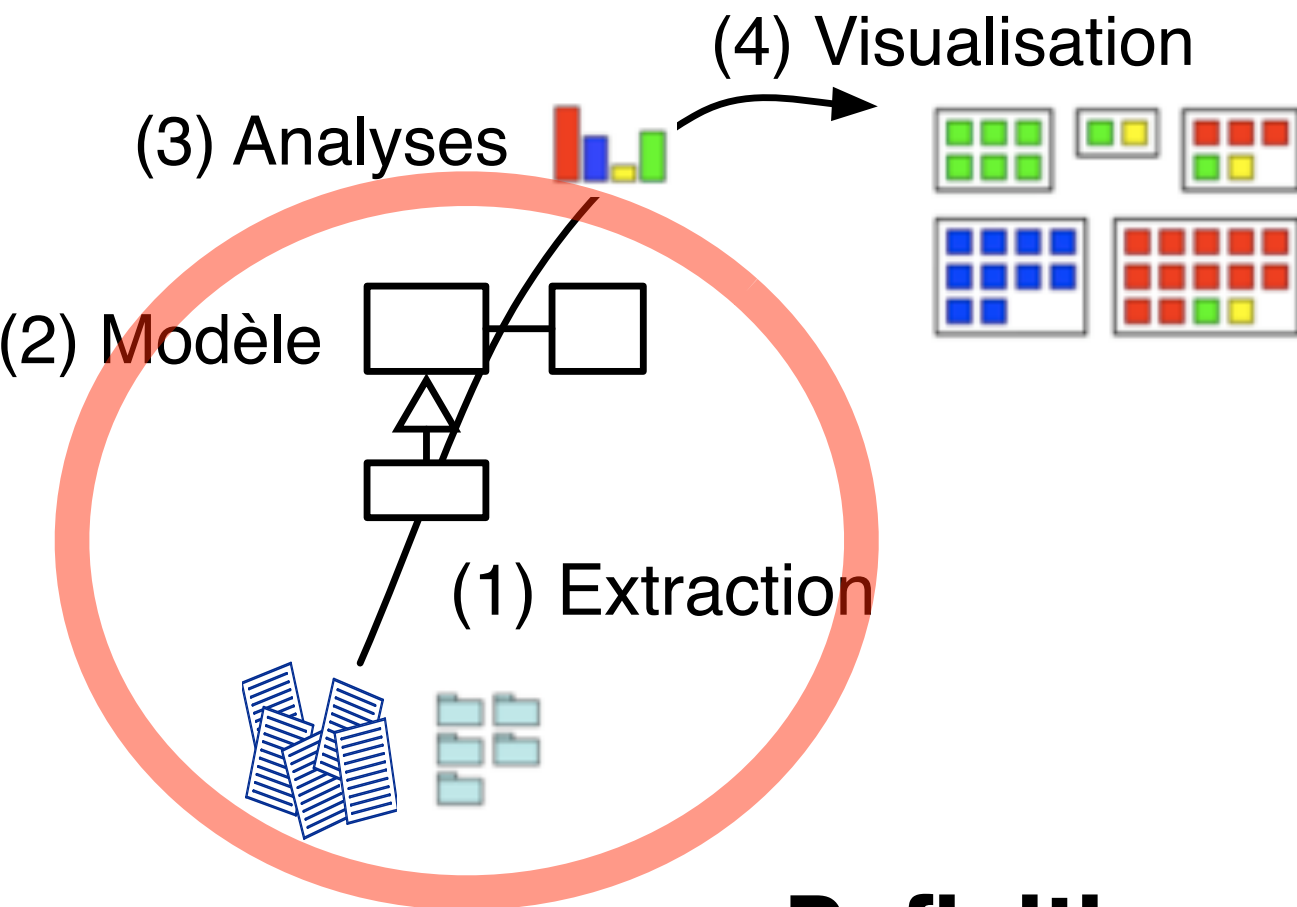 (4) Visualisation
(3) Analyses
(2) Modèle
(1) Extraction